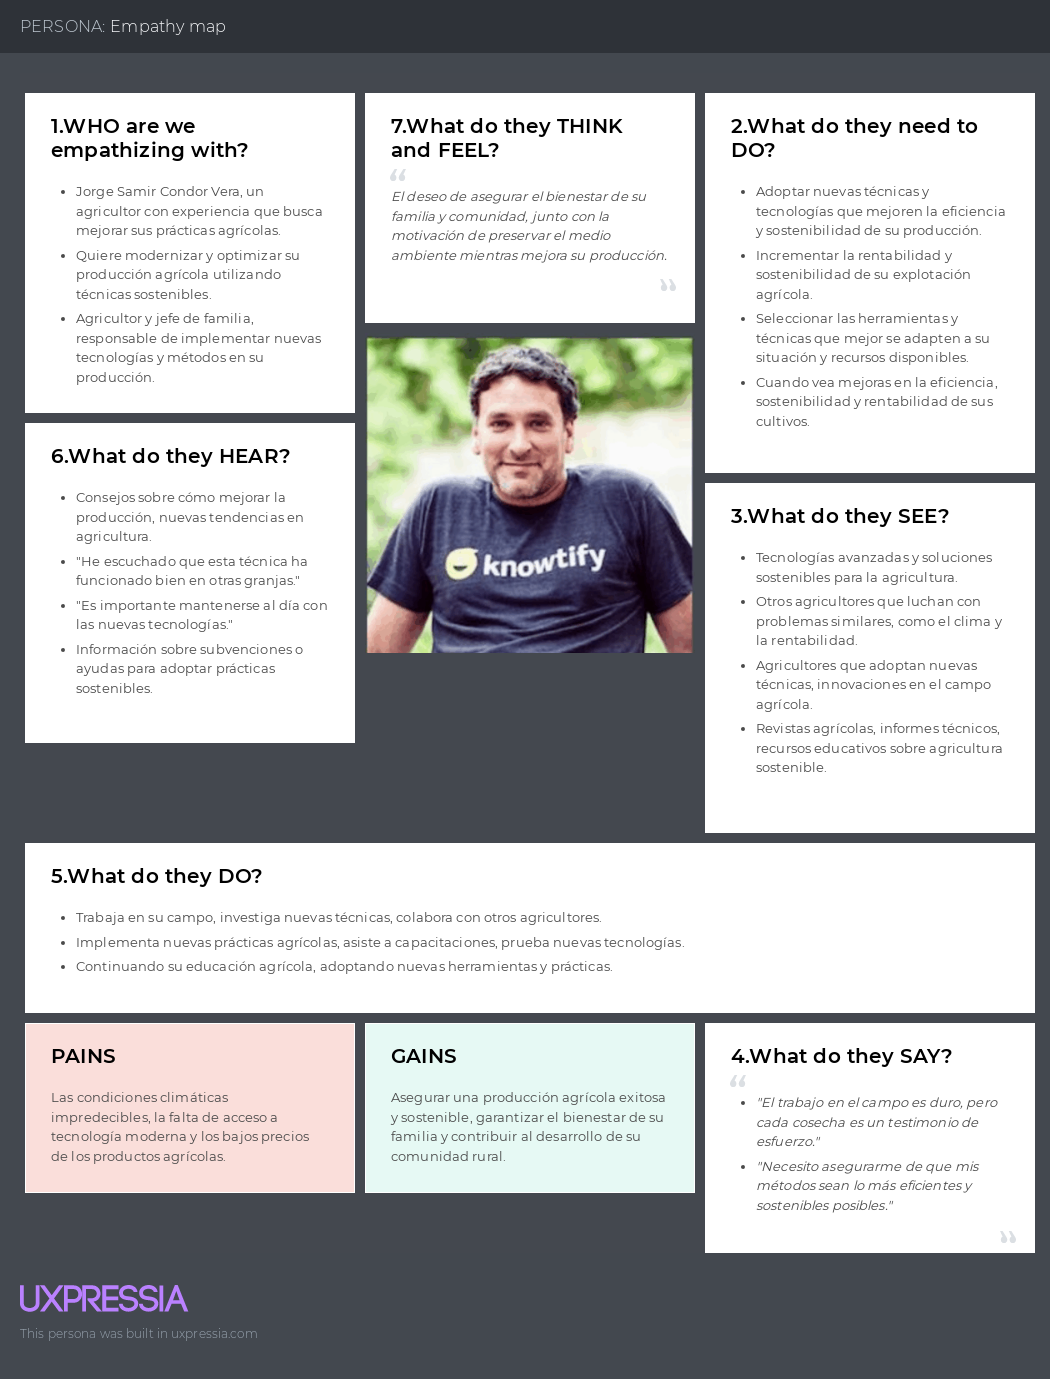 PERSONA: Empathy map
1.WHO are we
empathizing with?
Jorge Samir Condor Vera, un
agricultor con experiencia que busca
mejorar sus prácticas agrícolas.
Quiere modernizar y optimizar su
producción agrícola utilizando
técnicas sostenibles.
Agricultor y jefe de familia,
responsable de implementar nuevas
tecnologías y métodos en su
producción.
7.What do they THINK
and FEEL?
“
El deseo de asegurar el bienestar de su
familia y comunidad, junto con la
motivación de preservar el medio
ambiente mientras mejora su producción.
”
knowtify
2.What do they need to
DO?
Adoptar nuevas técnicas y
tecnologías que mejoren la eficiencia
y sostenibilidad de su producción.
Incrementar la rentabilidad y
sostenibilidad de su explotación
agrícola.
Seleccionar las herramientas y
técnicas que mejor se adapten a su
situación y recursos disponibles.
Cuando vea mejoras en la eficiencia,
sostenibilidad y rentabilidad de sus
cultivos.
6.What do they HEAR?
Consejos sobre cómo mejorar la
producción, nuevas tendencias en
agricultura.
"He escuchado que esta técnica ha
funcionado bien en otras granjas."
"Es importante mantenerse al día con
las nuevas tecnologías."
Información sobre subvenciones o
ayudas para adoptar prácticas
sostenibles.
3.What do they SEE?
Tecnologías avanzadas y soluciones
sostenibles para la agricultura.
Otros agricultores que luchan con
problemas similares, como el clima y
la rentabilidad.
Agricultores que adoptan nuevas
técnicas, innovaciones en el campo
agrícola.
Revistas agrícolas, informes técnicos,
recursos educativos sobre agricultura
sostenible.
5.What do they DO?
Trabaja en su campo, investiga nuevas técnicas, colabora con otros agricultores.
Implementa nuevas prácticas agrícolas, asiste a capacitaciones, prueba nuevas tecnologías.
Continuando su educación agrícola, adoptando nuevas herramientas y prácticas.
PAINS
Las condiciones climáticas
impredecibles, la falta de acceso a
tecnología moderna y los bajos precios
de los productos agrícolas.
GAINS
Asegurar una producción agrícola exitosa
y sostenible, garantizar el bienestar de su
familia y contribuir al desarrollo de su
comunidad rural.
4.What do they SAY?
“
"El trabajo en el campo es duro, pero
cada cosecha es un testimonio de
esfuerzo."
"Necesito asegurarme de que mis
métodos sean lo más eficientes y
sostenibles posibles."
”
UXPRESSIA
This persona was built in uxpressia.com